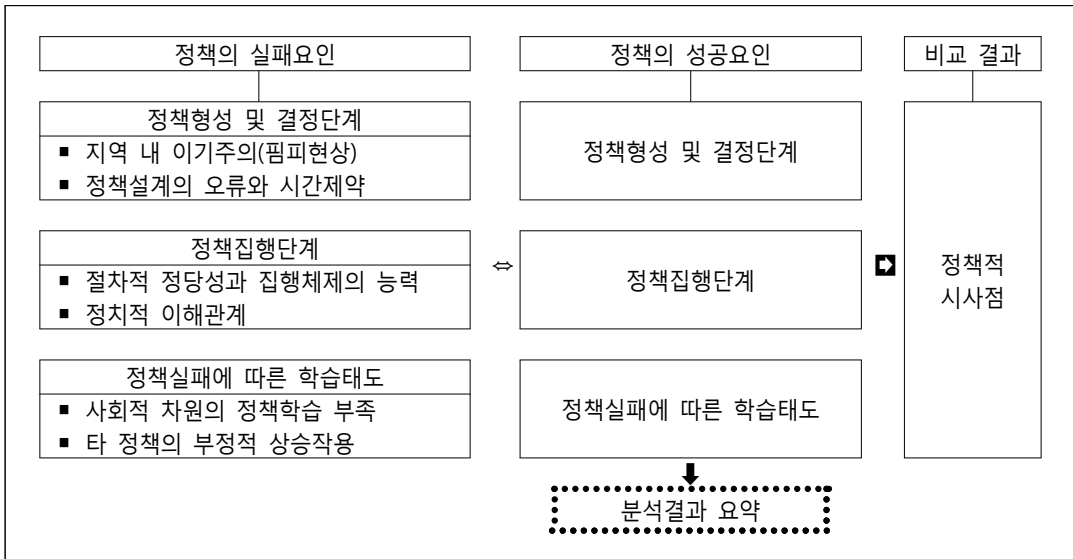 정책의 실패요인
정책형성 및 결정단계
▪ 지역 내 이기주의(핌피현상)
▪ 정책설계의 오류와 시간제약
정책집행단계
▪ 절차적 정당성과 집행체제의 능력
▪ 정치적 이해관계
정책실패에 따른 학습태도
▪ 사회적 차원의 정책학습 부족
▪ 타 정책의 부정적 상승작용
⇔
정책의 성공요인
정책형성 및 결정단계
정책집행단계
정책실패에 따른 학습태도
분석결과 요약
비교 결과
정책적
시사점